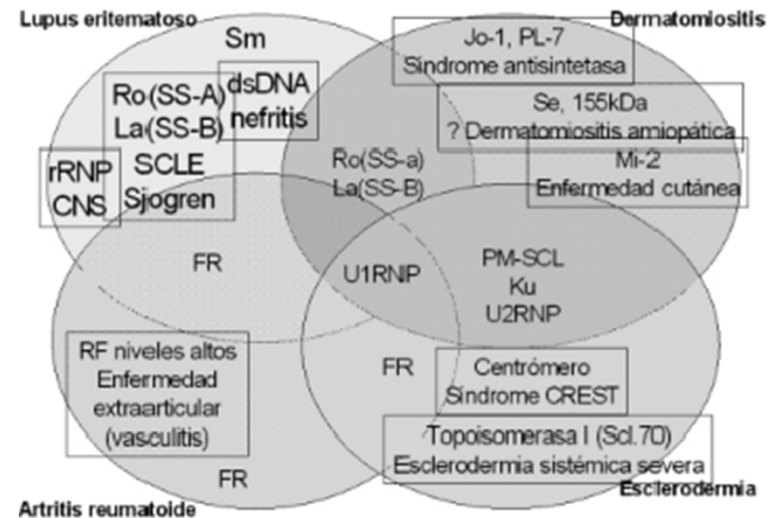 Lupus eritematoso
Dermatomiositis
Sm
Jo-1, PL-7
Síndrome antisintetasa
dsDNA
nefritis
Ro(SS-A)
La(SS-B)
SCLE
Sjogren
Se, 155kDa
? Dermatomiositis amiopática
rRNP
CNS
Ro(SS-a)
La(SS-B)
Mi-2
Enfermedad cutánea
FR
U1RNP
PM-SCL
Ku
U2RNP
RF niveles altos
Enfermedad
extraarticular
(vasculitis)
FR
Centrómero
Síndrome CREST
Topoisomerasa I (Scl.70)
Esclerodermia sistémica severa
FR
Artritis reumatoide
Esclerodermia